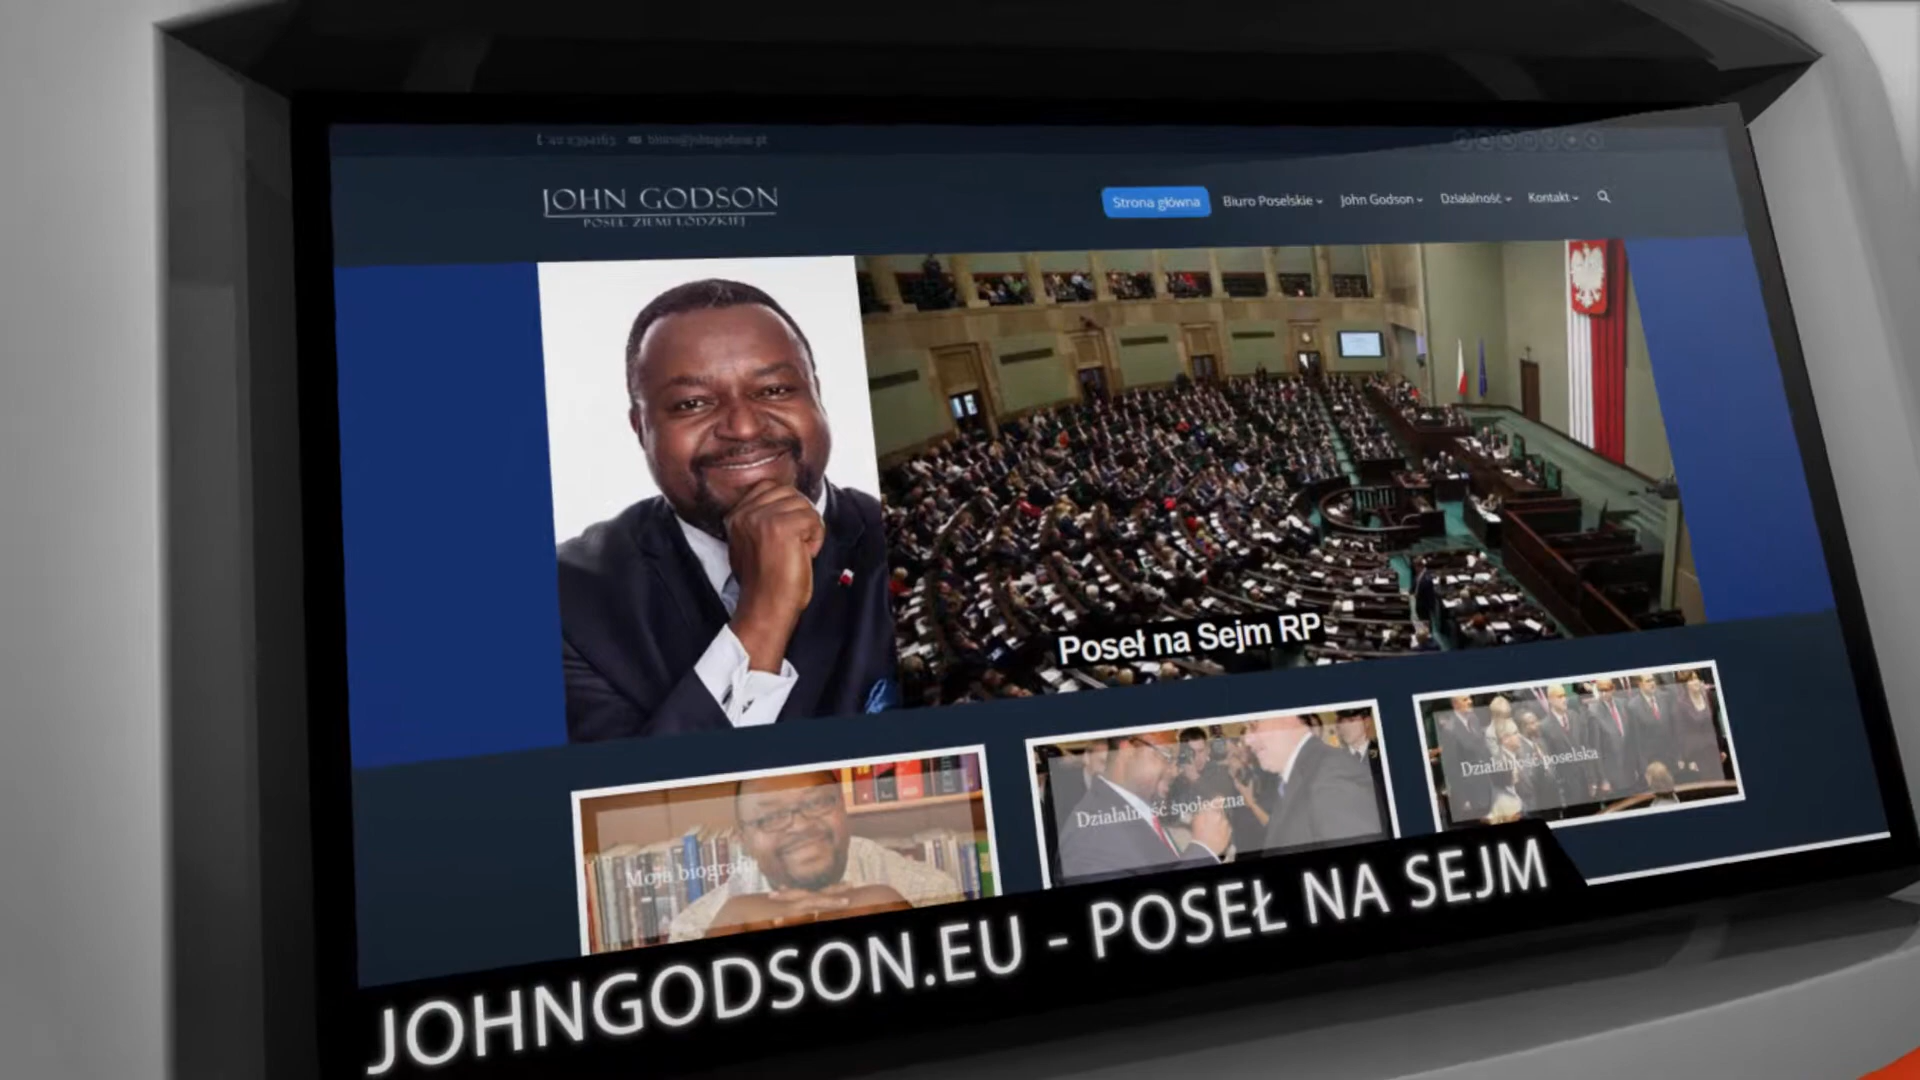 JOHN GODSON
POSEŁ ZIEMI ŁÓDZKIEJ
Strona główna
Biuro Poselskie
John Godson
Działalność
Kontakt
Poseł na Sejm RP
Moja
Działalność społeczna
Działalność poselska
JOHNGODSON.EU - POSEŁ NA SEJM